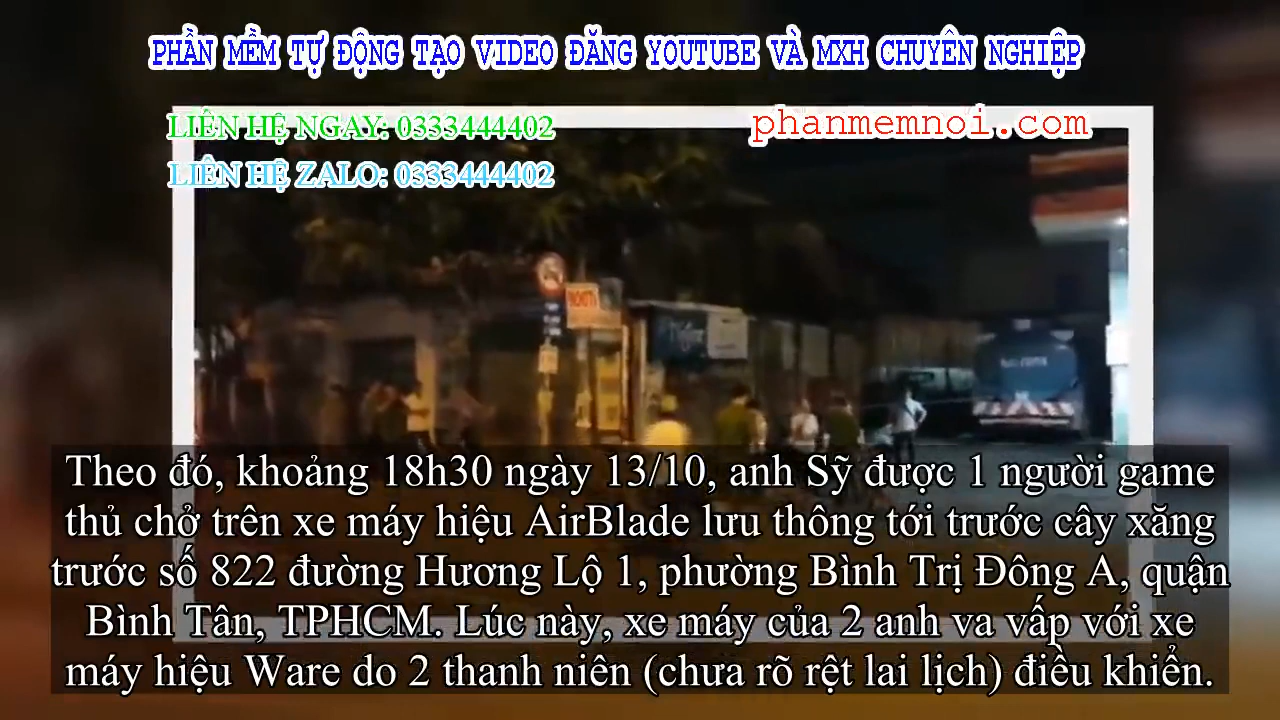 PHẦN MỀM TỰ ĐỘNG TẠO VIDEO ĐĂNG YOUTUBE VÀ MXH CHUYÊN NGHIỆP
LIÊN HỆ NGAY: 0333444402
phanmemnoi.com
LIÊN HỆ ZALO: 0333444402
Theo đó, khoảng 18h30 ngày 13/10, anh Sỹ được 1 người game
thủ chở trên xe máy hiệu AirBlade lưu thông tới trước cây xăng
trước số 822 đường Hương Lộ 1, phường Bình Trị Đông A, quận
Bình Tân, TPHCM. Lúc này, xe máy của 2 anh va vấp với xe
máy hiệu Ware do 2 thanh niên (chưa rõ rệt lai lịch) điều khiển.